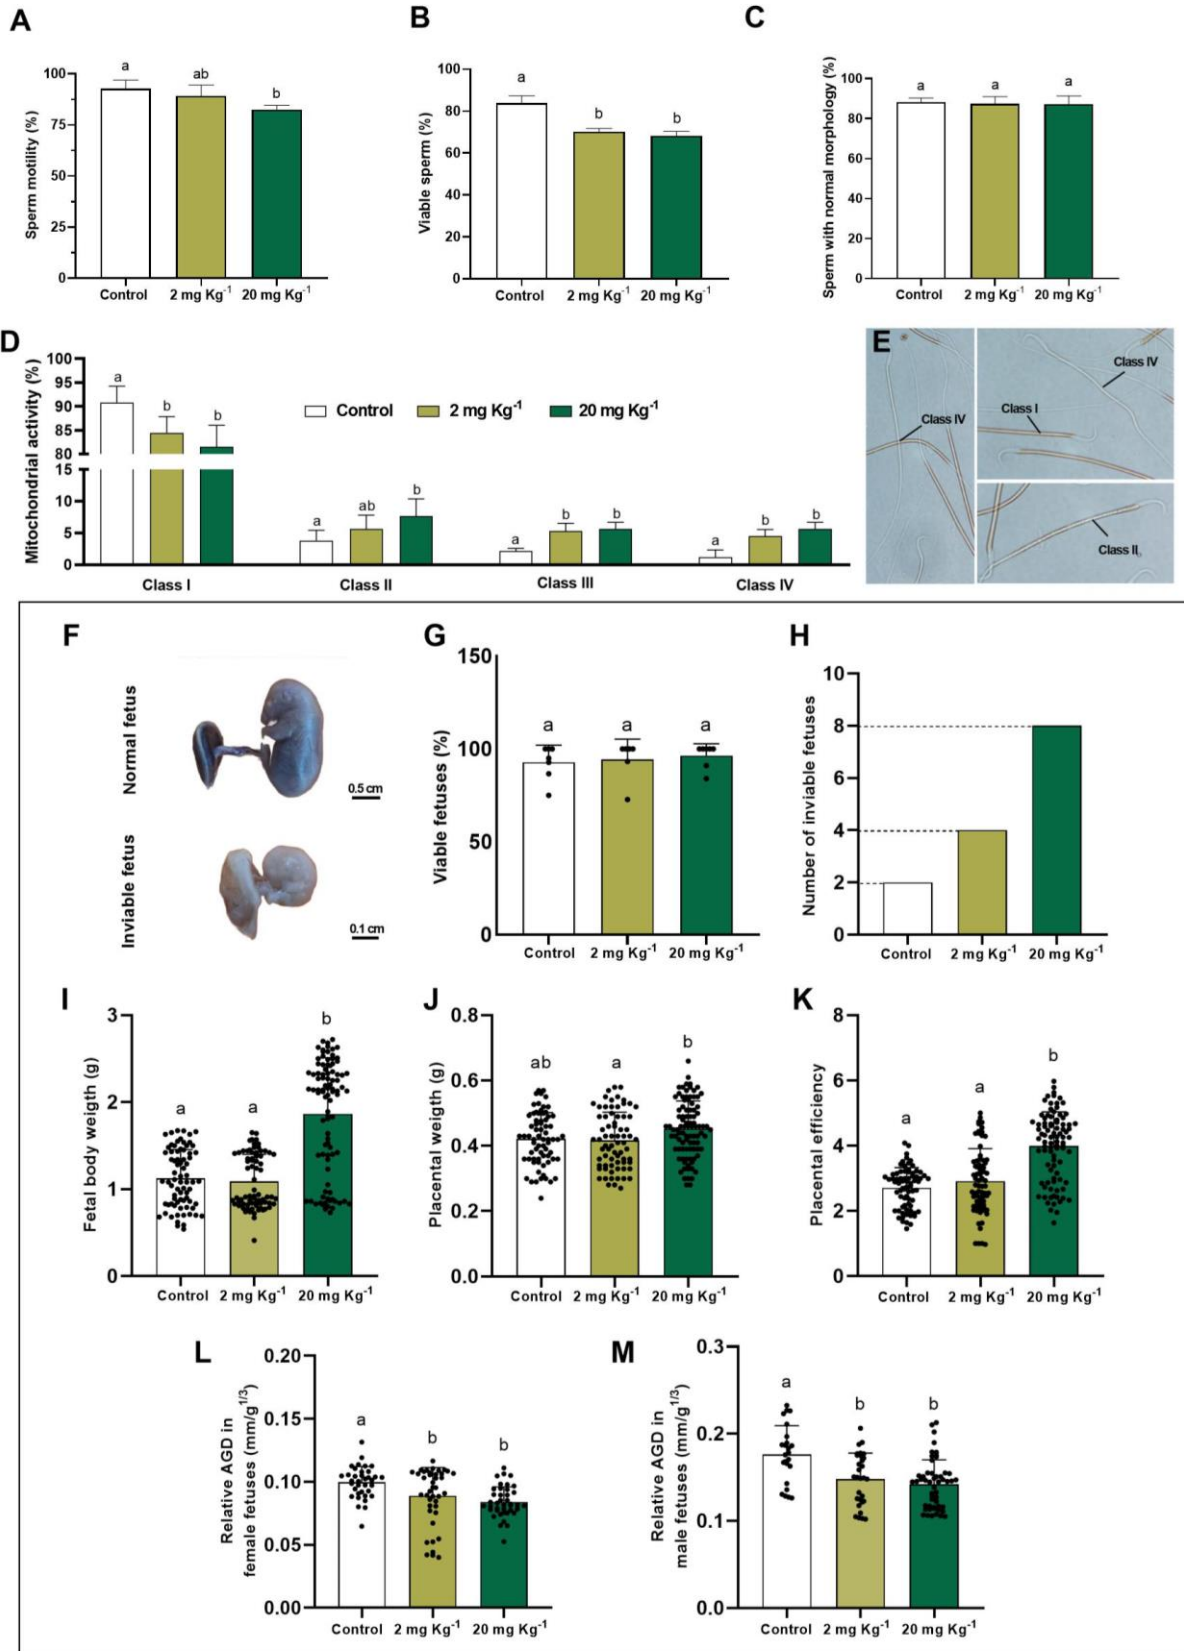 A
Sperm motility (%)
100
75
50
25
0
a
ab
b
Control
2 mg Kg-1
20 mg Kg-1
B
Viable sperm (%)
100
80
60
40
20
0
a
b
b
Control
2 mg Kg-1
20 mg Kg-1
C
Sperm with normal morphology (%)
100
80
60
40
20
0
a
a
a
Control
2 mg Kg-1
20 mg Kg-1
D
Mitochondrial activity (%)
100
95
90
85
80
15
10
5
0
a
b
b
Control
2 mg Kg-1
20 mg Kg-1
a
ab
b
a
b
b
a
b
b
Class I
Class II
Class III
Class IV
E
Class IV
Class IV
Class I
Class II
F
Normal fetus
0.5 cm
Inviable fetus
0.1 cm
G
Viable fetuses (%)
150
100
50
0
a
a
a
Control
2 mg Kg-1
20 mg Kg-1
H
Number of inviable fetuses
10
8
6
4
2
0
Control
2 mg Kg-1
20 mg Kg-1
I
Fetal body weigth (g)
3
2
1
0
a
a
b
Control
2 mg Kg-1
20 mg Kg-1
J
Placental weigth (g)
0.8
0.6
0.4
0.2
0.0
ab
a
b
Control
2 mg Kg-1
20 mg Kg-1
K
Placental efficiency
8
6
4
2
0
a
a
b
Control
2 mg Kg-1
20 mg Kg-1
L
Relative AGD in
female fetuses (mm/g1/3)
0.20
0.15
0.10
0.05
0.00
a
b
b
Control
2 mg Kg-1
20 mg Kg-1
M
Relative AGD in
male fetuses (mm/g1/3)
0.3
0.2
0.1
0.0
a
b
b
Control
2 mg Kg-1
20 mg Kg-1